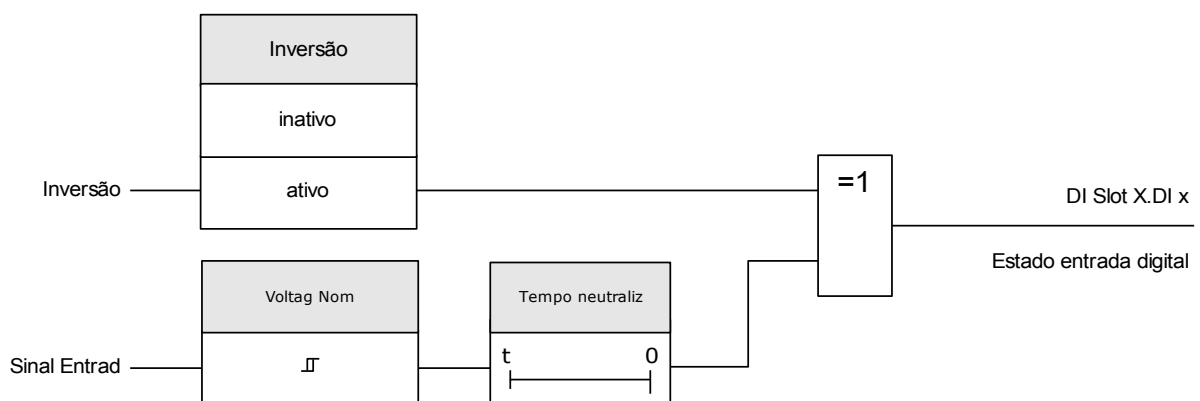 Inversão
inativo
Inversão
ativo
=1
DI Slot X.DI x
Estado entrada digital
Voltag Nom
Tempo neutraliz
Sinal Entrad
t
0